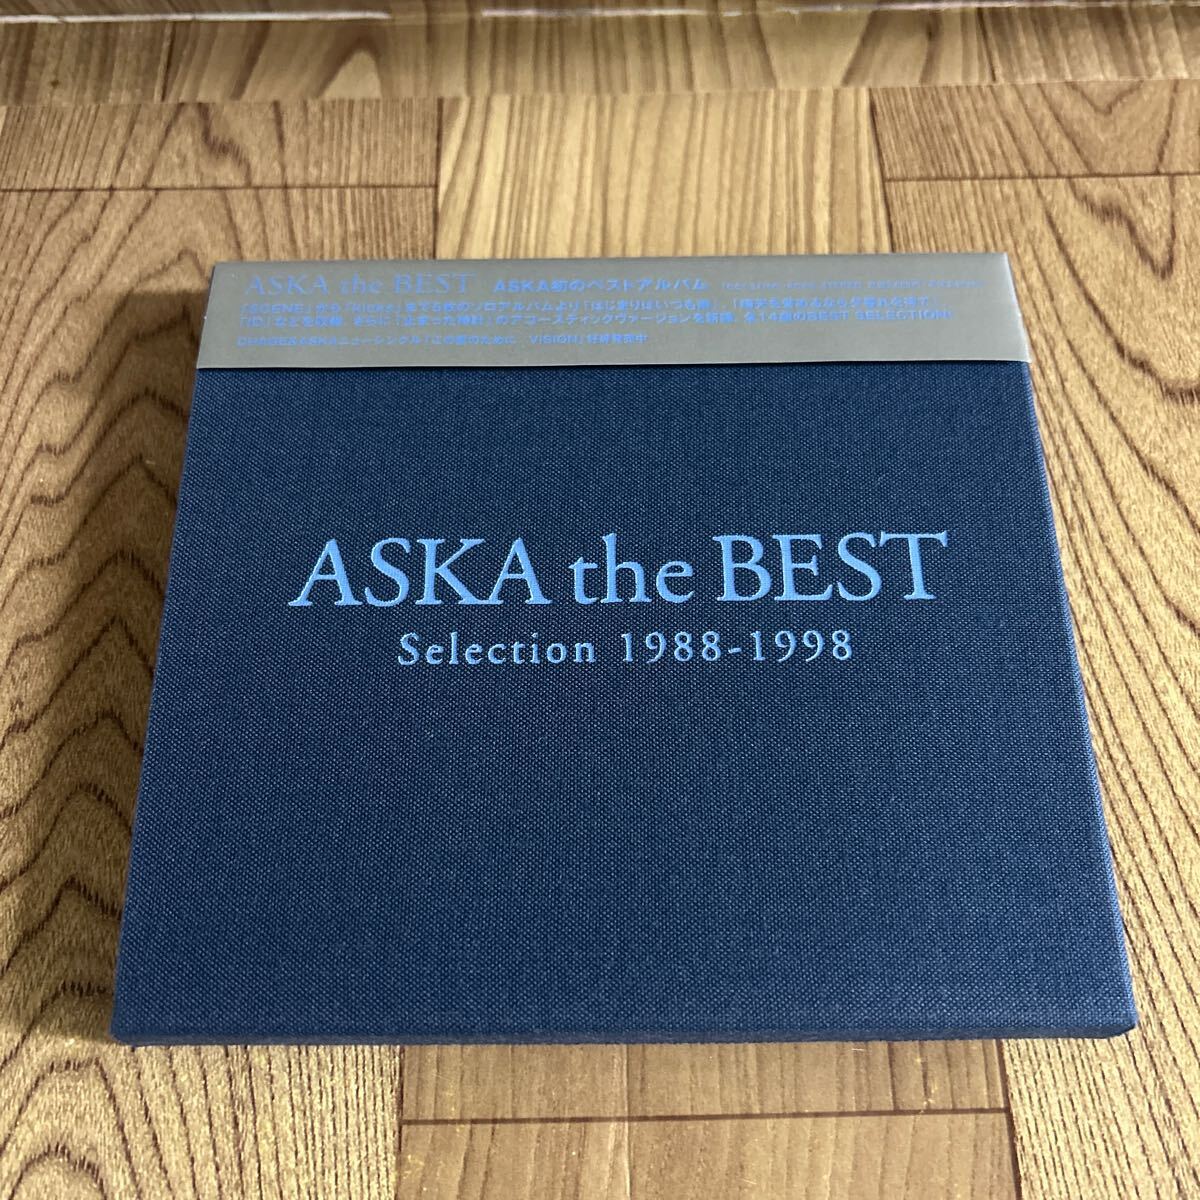 ASKA the BEST ASKA初のベストアルバム
「SCENE」から「Kicks」まで5枚のソロアルバムより「はじまりはいつも雨」、「晴天を誉めるなら夕暮れを待て」、
「ID」などを収録。さらに「止まった時計」のアコースティックヴァージョンを新録。全14曲のBEST SELECTION!
CHAGE&ASKAニューシングル「この愛のために VISION」好評発売中
ASKA the BEST
Selection 1988-1998